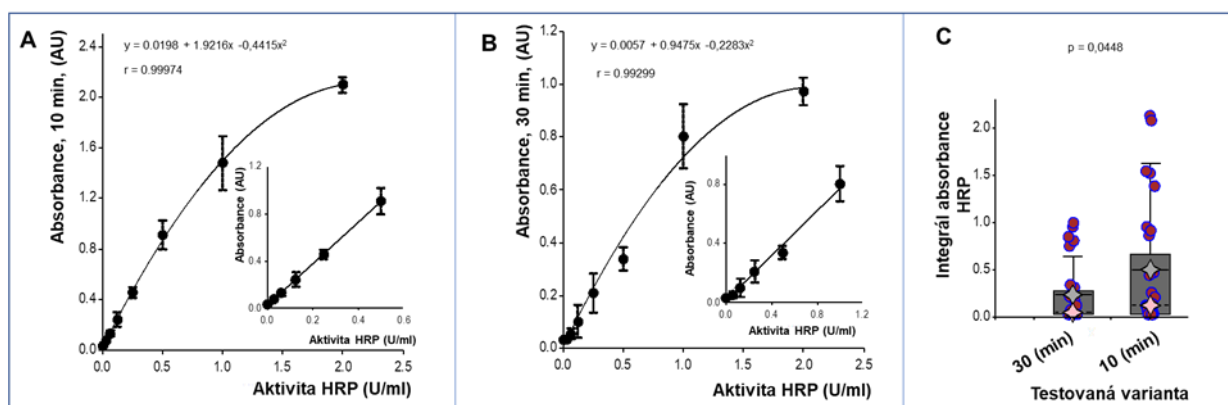 A
y = 0.0198 + 1.9216x -0,4415x²
r = 0.99974
Absorbance, 10 min, (AU)
2.4
2.0
1.6
1.2
0.8
0.4
0.0
0.0 0.5 1.0 1.5 2.0 2.5
Aktivita HRP (U/ml)
Absorbance (AU)
1.2
0.8
0.4
0.0
0.0 0.2 0.4 0.6
Aktivita HRP (U/ml)
B
y = 0.0057 + 0.9475x -0,2283x²
r = 0.99299
Absorbance, 30 min, (AU)
1.2
1.0
0.8
0.6
0.4
0.2
0.0
0.0 0.5 1.0 1.5 2.0 2.5
Aktivita HRP (U/ml)
Absorbance (AU)
0.8
0.4
0.0
0.0 0.4 0.8 1.2
Aktivita HRP (U/ml)
C
p = 0,0448
Integrál absorbance
HRP
2.0
1.5
1.0
0.5
0.0
30 (min)
10 (min)
Testovaná varianta